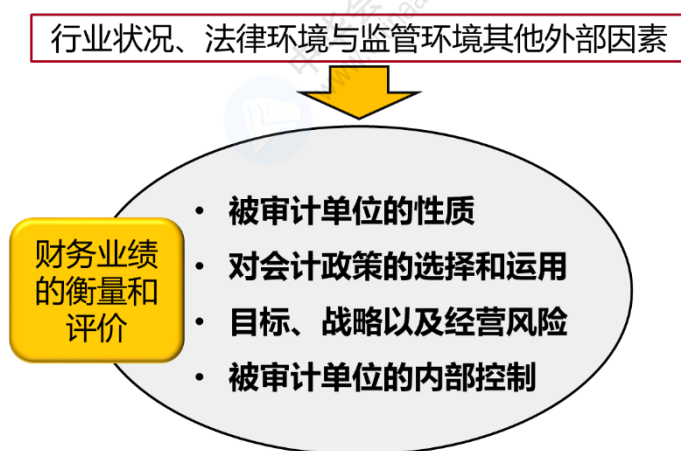 行业状况、法律环境与监管环境其他外部因素
• 被审计单位的性质
• 对会计政策的选择和运用
• 目标、战略以及经营风险
• 被审计单位的内部控制
财务业绩
的衡量和
评价